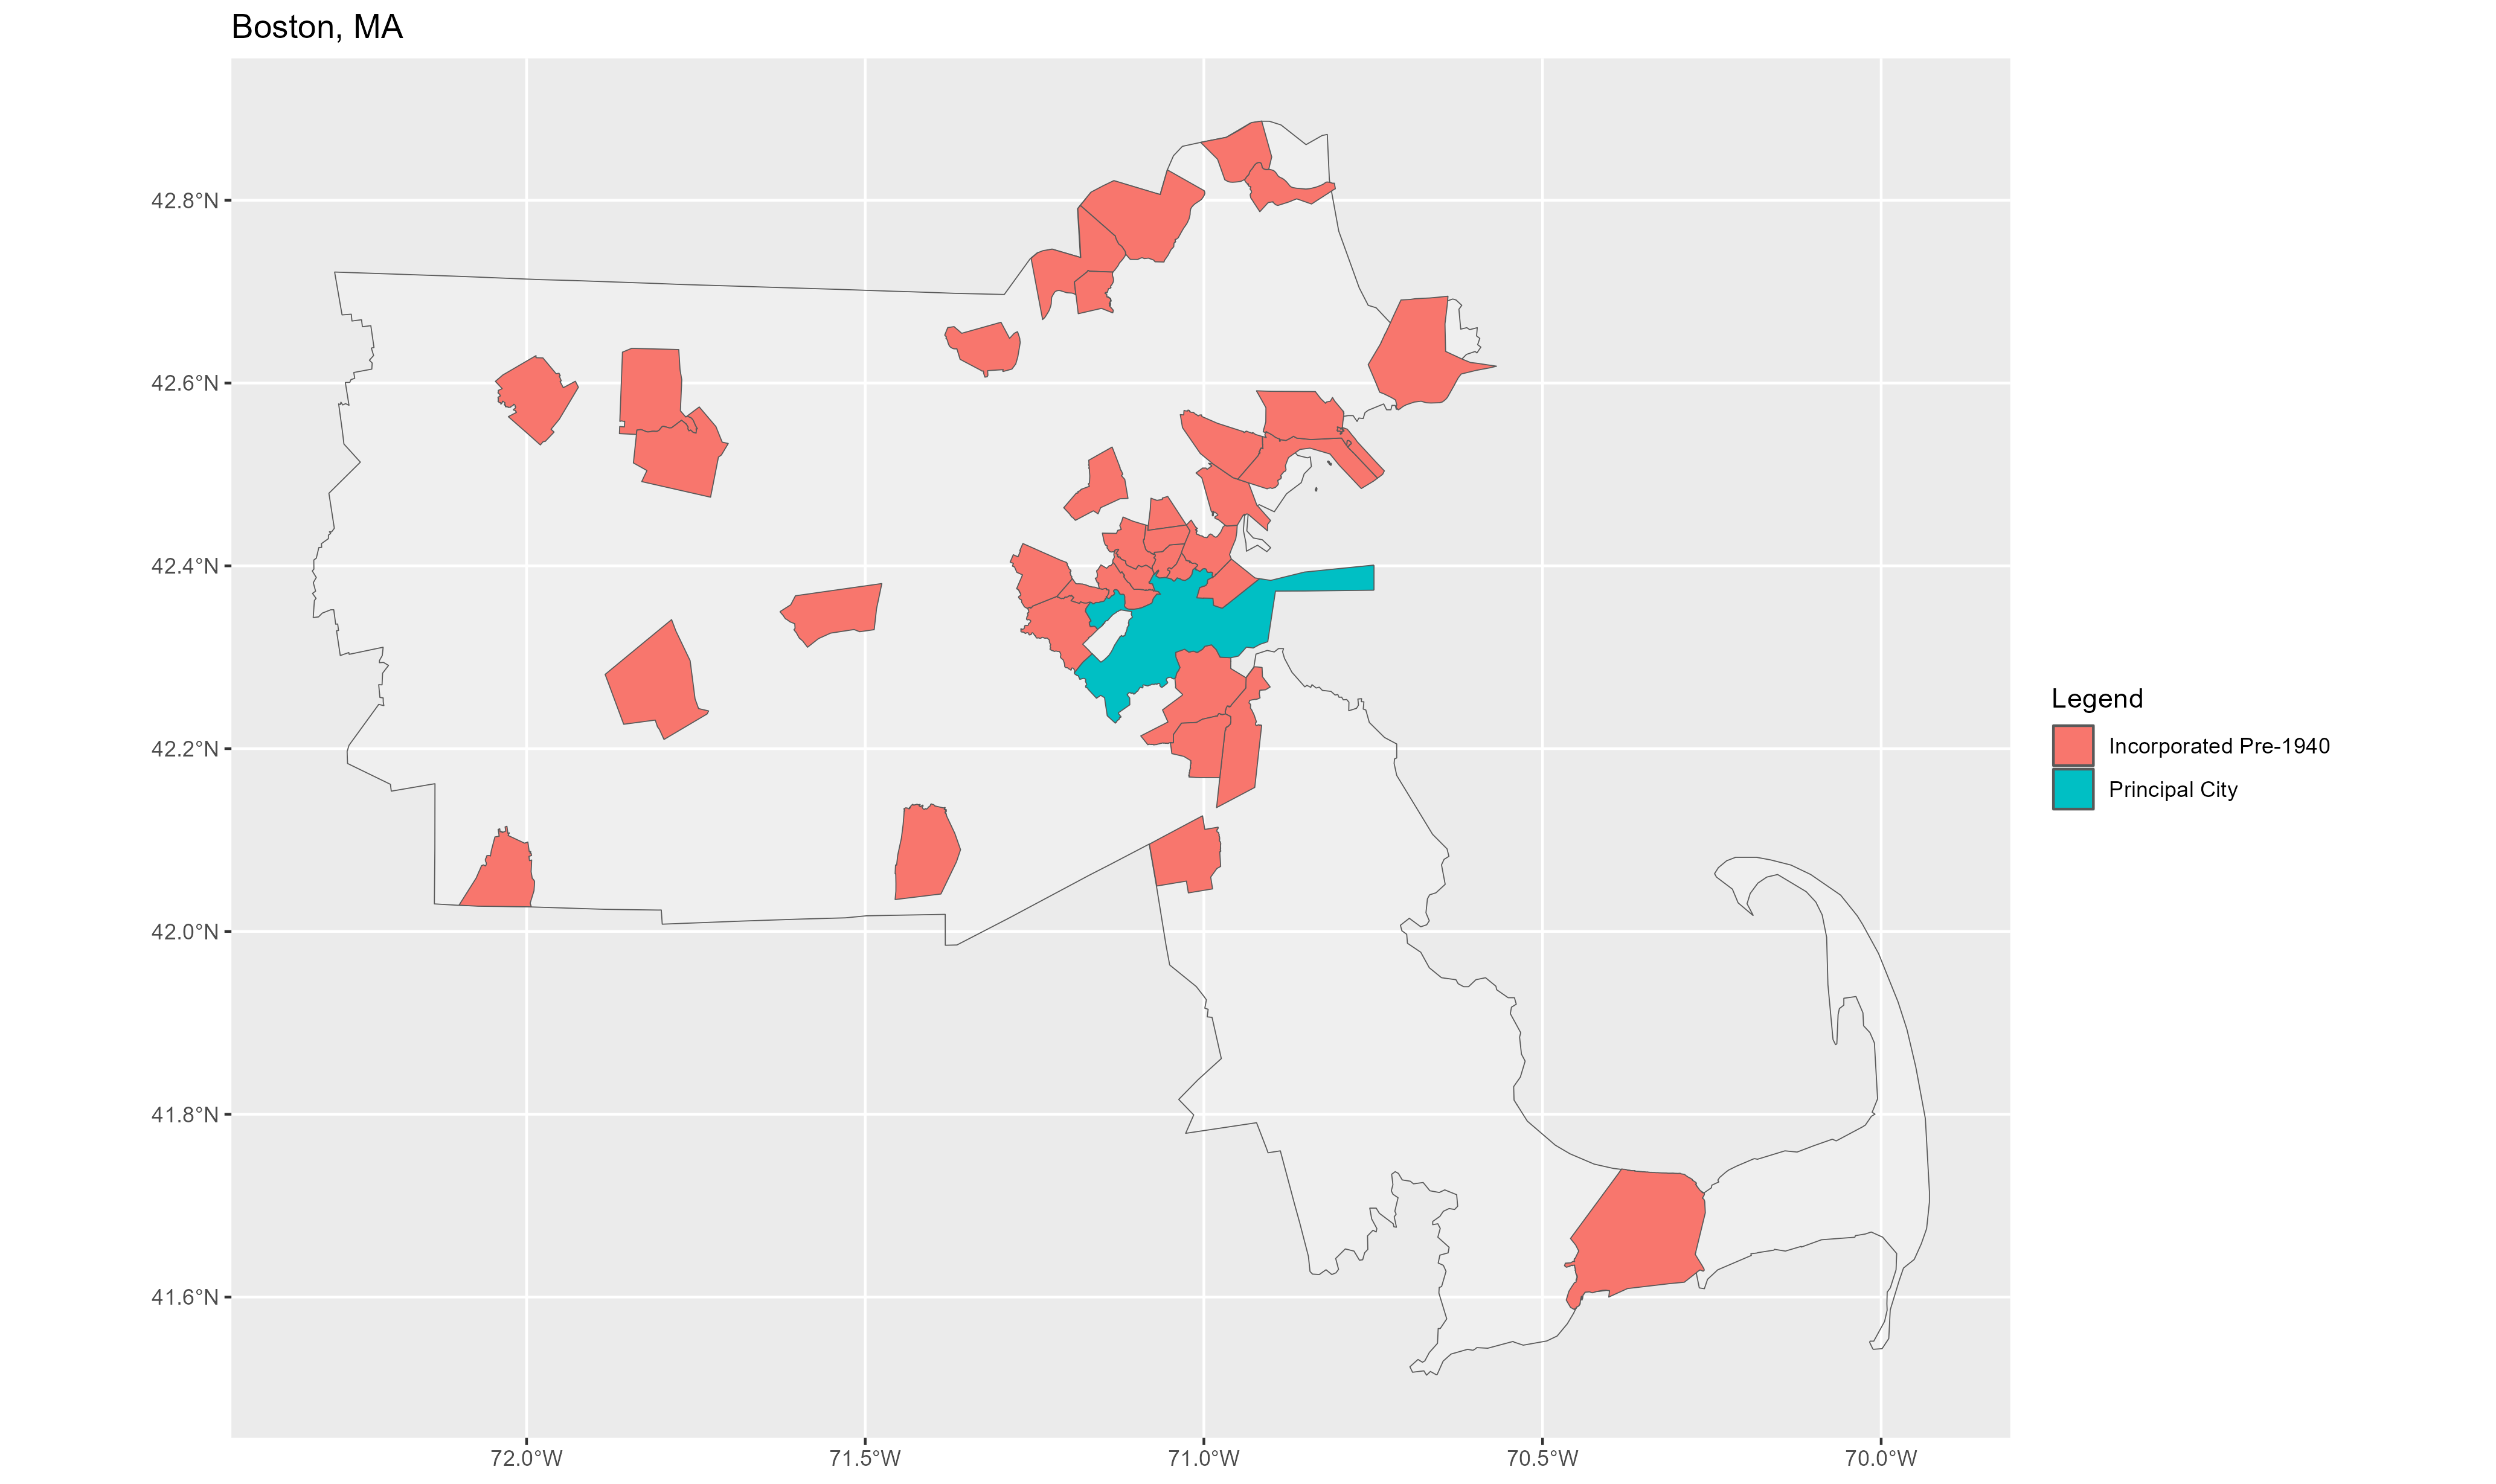 Boston, MA
42.8°N
42.6°N
42.4°N
42.2°N
42.0°N
41.8°N
41.6°N
72.0°W
71.5°W
71.0°W
70.5°W
70.0°W
Legend
Incorporated Pre-1940
Principal City